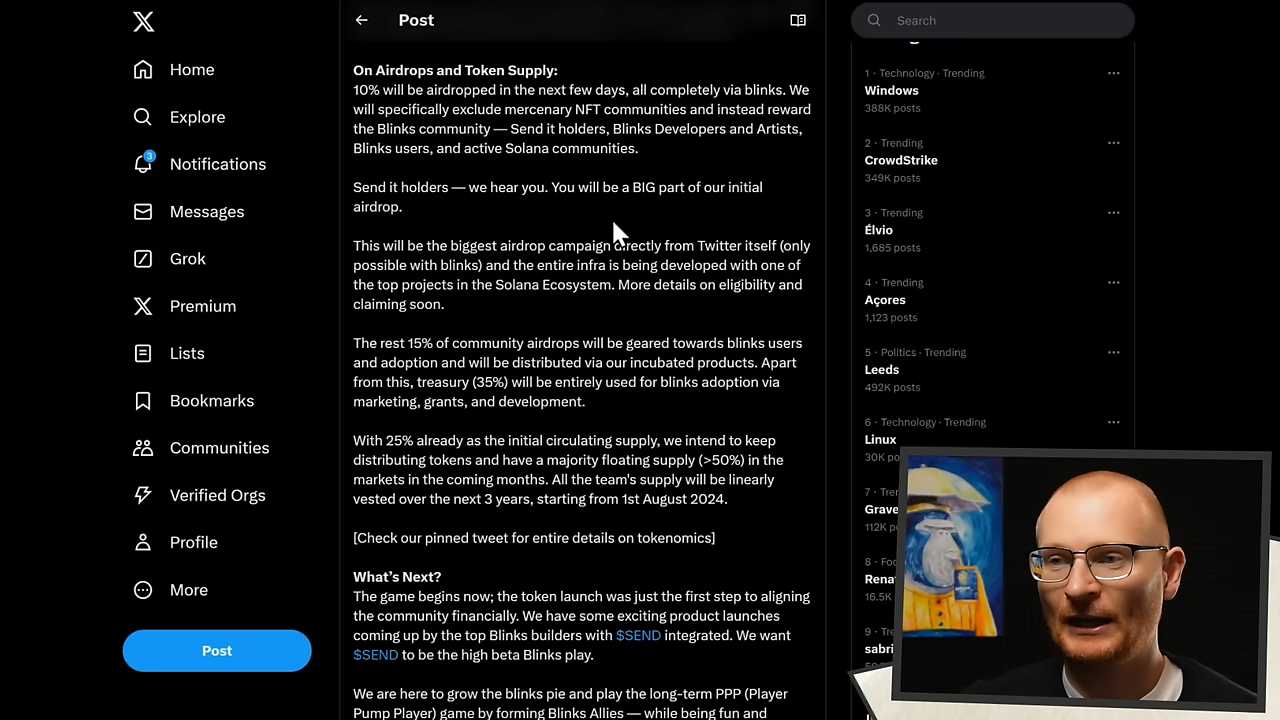 Home
Explore
3
Notifications
Messages
Grok
Premium
Lists
Bookmarks
Communities
Verified Orgs
Profile
More
Post
Post
On Airdrops and Token Supply:
10% will be airdropped in the next few days, all completely via blinks. We
will specifically exclude mercenary NFT communities and instead reward
the Blinks community — Send it holders, Blinks Developers and Artists,
Blinks users, and active Solana communities.
Send it holders — we hear you. You will be a BIG part of our initial
airdrop.
This will be the biggest airdrop campaign directly from Twitter itself (only
possible with blinks) and the entire infra is being developed with one of
the top projects in the Solana Ecosystem. More details on eligibility and
claiming soon.
The rest 15% of community airdrops will be geared towards blinks users
and adoption and will be distributed via our incubated products. Apart
from this, treasury (35%) will be entirely used for blinks adoption via
marketing, grants, and development.
With 25% already as the initial circulating supply, we intend to keep
distributing tokens and have a majority floating supply (>50%) in the
markets in the coming months. All the team's supply will be linearly
vested over the next 3 years, starting from 1st August 2024.
[Check our pinned tweet for entire details on tokenomics]
What's Next?
The game begins now; the token launch was just the first step to aligning
the community financially. We have some exciting product launches
coming up by the top Blinks builders with $SEND integrated. We want
$SEND to be the high beta Blinks play.
We are here to grow the blinks pie and play the long-term PPP (Player
Pump Player) game by forming Blinks Allies — while being fun and
Search
1 · Technology · Trending
Windows
388K posts
2 · Trending
CrowdStrike
349K posts
3 · Trending
Élvio
1,685 posts
4 · Trending
Açores
1,123 posts
5 · Politics · Trending
Leeds
492K posts
6 · Technology · Trending
Linux
30K po
7 · Tre
Grave
112K p
8 · Fo
Rena
16.5K
9 · Tre
sabri